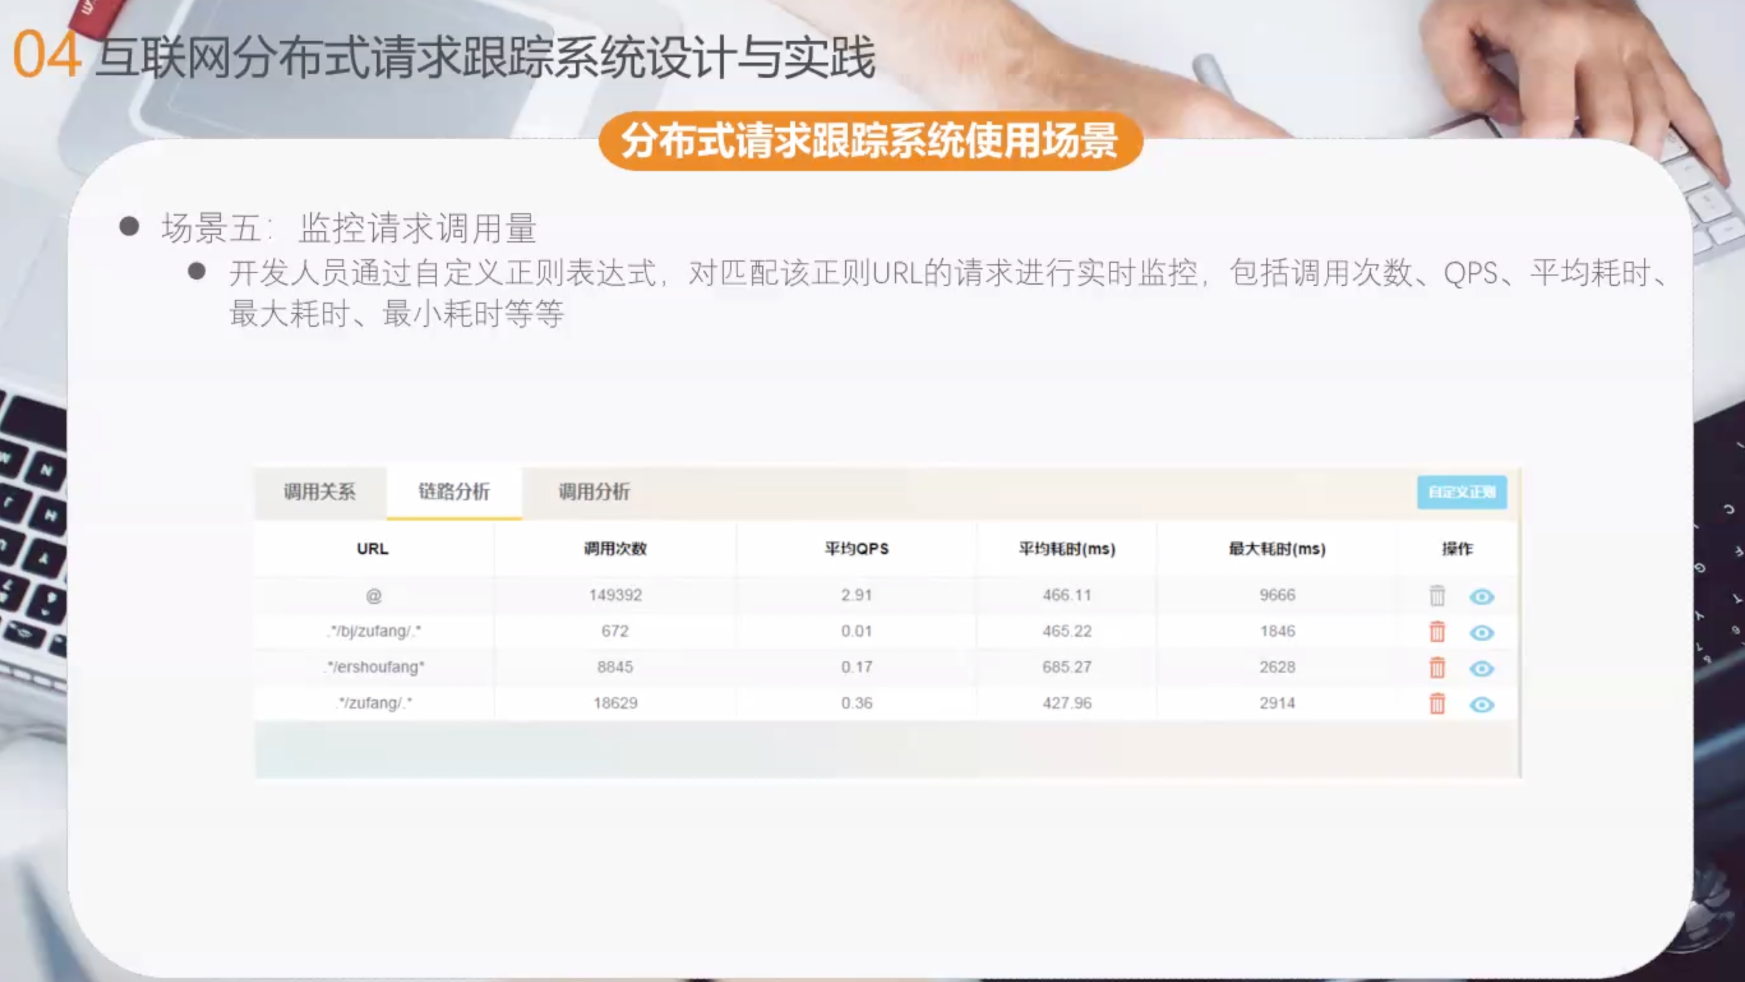 04 互联网分布式请求跟踪系统设计与实践
分布式请求跟踪系统使用场景
场景五：监控请求调用量
开发人员通过自定义正则表达式，对匹配该正则URL的请求进行实时监控，包括调用次数、QPS、平均耗时、
最大耗时、最小耗时等等
调用关系 链路分析 调用分析 自定义正则
URL 调用次数 平均QPS 平均耗时(ms) 最大耗时(ms) 操作
@ 149392 2.91 466.11 9666
.*/bj/zufang/.* 672 0.01 465.22 1846
.*/ershoufang* 8845 0.17 685.27 2628
.*/zufang/.* 18629 0.36 427.96 2914